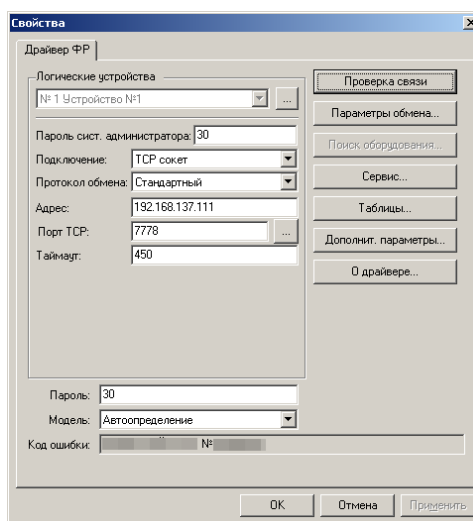 Свойства
Драйвер ФР
Логические устройства
№ 1 Устройство №1
...
Пароль сист. администратора: 30
Подключение: TCP сокет
Протокол обмена: Стандартный
Адрес: 192.168.137.111
Порт TCP: 7778 ...
Таймаут: 450
Проверка связи
Параметры обмена...
Поиск оборудования...
Сервис...
Таблицы...
Дополнит. параметры...
О драйвере...
Пароль: 30
Модель: Автоопределение
Код ошибки: №
OK
Отмена
Применить